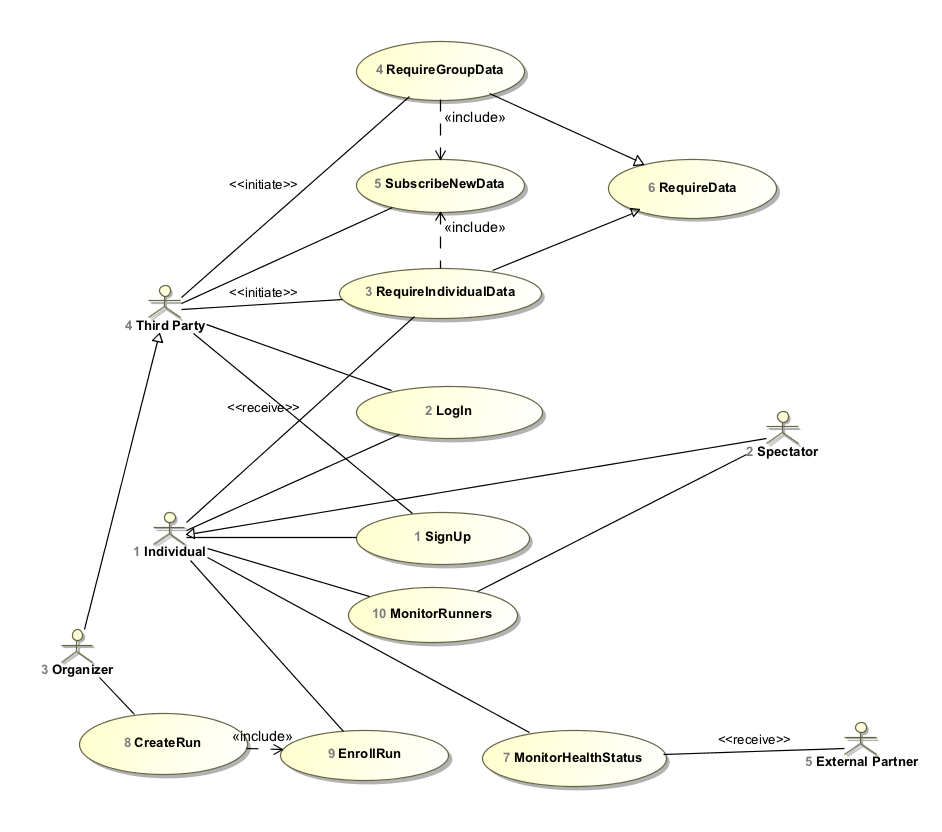 4 RequireGroupData
«include»
<<initiate>>
5 SubscribeNewData
6 RequireData
«include»
<<initiate>>
3 RequireIndividualData
4 Third Party
<<receive>>
2 LogIn
2 Spectator
1 SignUp
1 Individual
10 MonitorRunners
3 Organizer
«include»
<<receive>>
8 CreateRun
9 EnrollRun
7 MonitorHealthStatus
5 External Partner